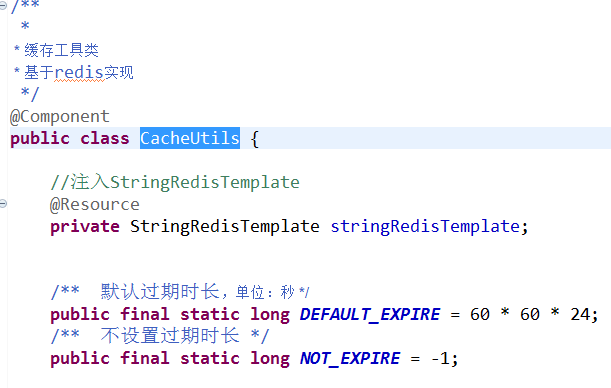 /**
 *
* 缓存工具类
* 基于redis实现
 */
@Component
public class CacheUtils {
    //注入StringRedisTemplate
    @Resource
    private StringRedisTemplate stringRedisTemplate;
    /**  默认过期时长，单位：秒 */
    public final static long DEFAULT_EXPIRE = 60 * 60 * 24;
    /**  不设置过期时长 */
    public final static long NOT_EXPIRE = -1;